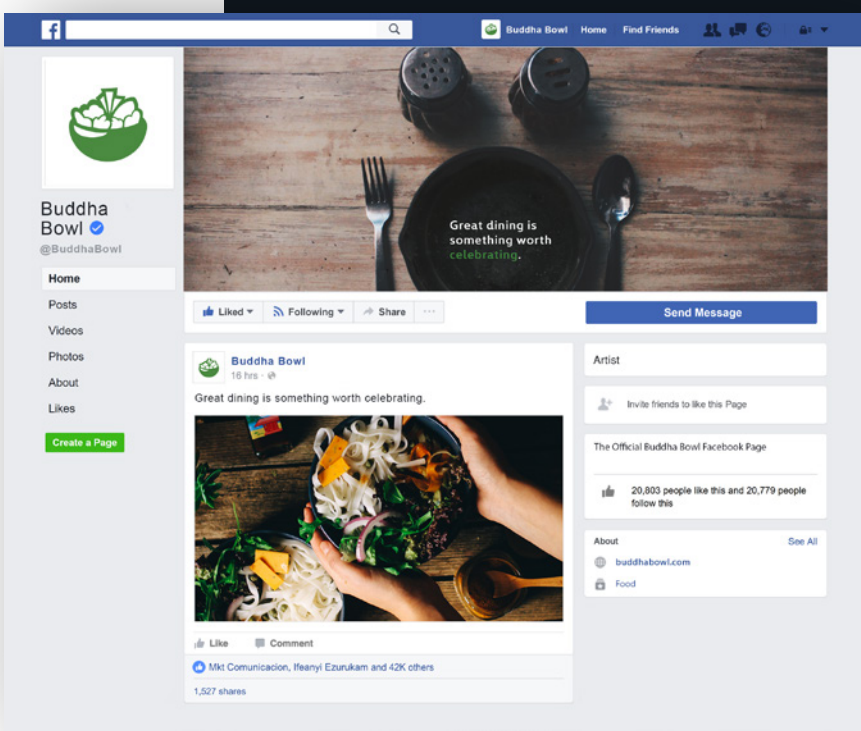 f
Buddha Bowl Home Find Friends
Buddha
Bowl
@BuddhaBowl
Home
Posts
Videos
Photos
About
Likes
Create a Page
Great dining is
something worth
celebrating.
Liked Following Share ...
Send Message
Buddha Bowl
16 hrs ·
Great dining is something worth celebrating.
Like Comment
Mkt Comunicacion, Ifeanyi Ezurukam and 42K others
1,527 shares
Artist
Invite friends to like this Page
The Official Buddha Bowl Facebook Page
20,803 people like this and 20,779 people
follow this
About See All
buddhabowl.com
Food